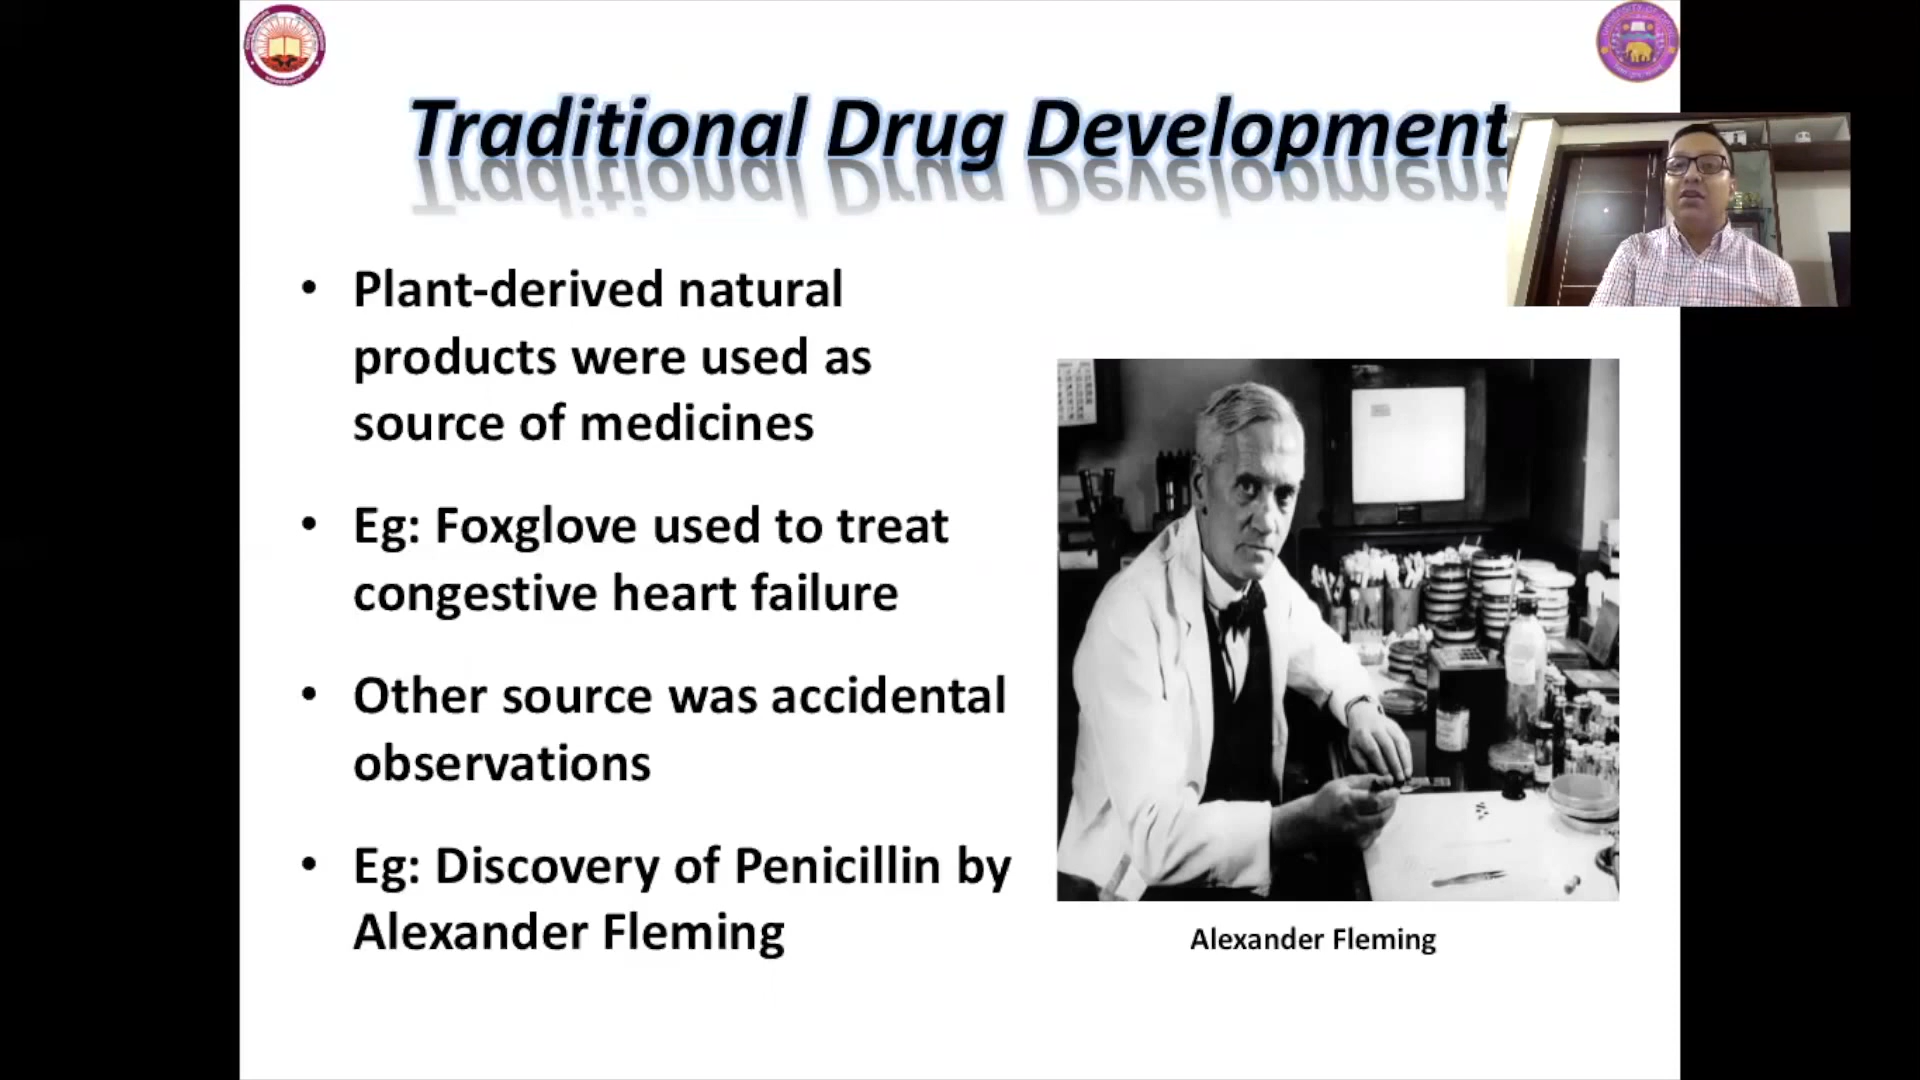 Traditional Drug Development
• Plant-derived natural
products were used as
source of medicines
• Eg: Foxglove used to treat
congestive heart failure
• Other source was accidental
observations
• Eg: Discovery of Penicillin by
Alexander Fleming
Alexander Fleming